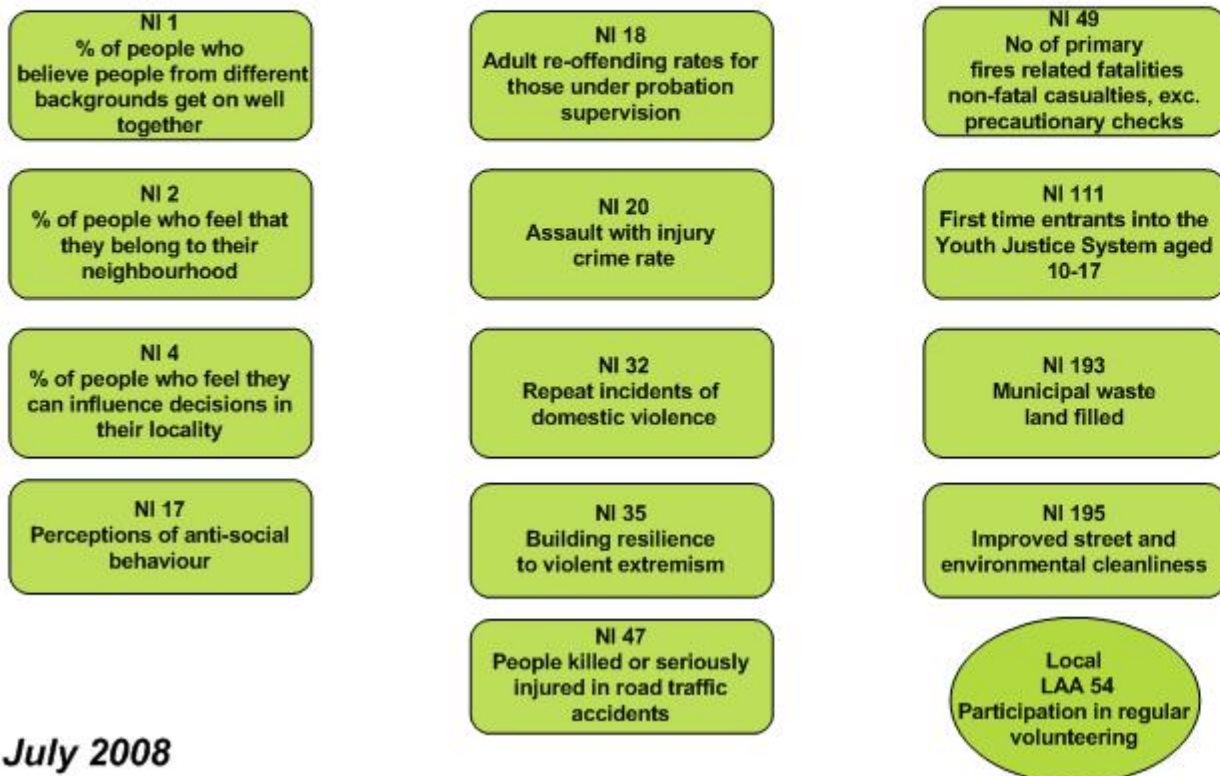 NI 1
% of people who
believe people from different
backgrounds get on well
together
NI 2
% of people who feel that
they belong to their
neighbourhood
NI 4
% of people who feel they
can influence decisions in
their locality
NI 17
Perceptions of anti-social
behaviour
NI 18
Adult re-offending rates for
those under probation
supervision
NI 20
Assault with injury
crime rate
NI 32
Repeat incidents of
domestic violence
NI 35
Building resilience
to violent extremism
NI 47
People killed or seriously
injured in road traffic
accidents
NI 49
No of primary
fires related fatalities
non-fatal casualties, exc.
precautionary checks
NI 111
First time entrants into the
Youth Justice System aged
10-17
NI 193
Municipal waste
land filled
NI 195
Improved street and
environmental cleanliness
Local
LAA 54
Participation in regular
volunteering
July 2008